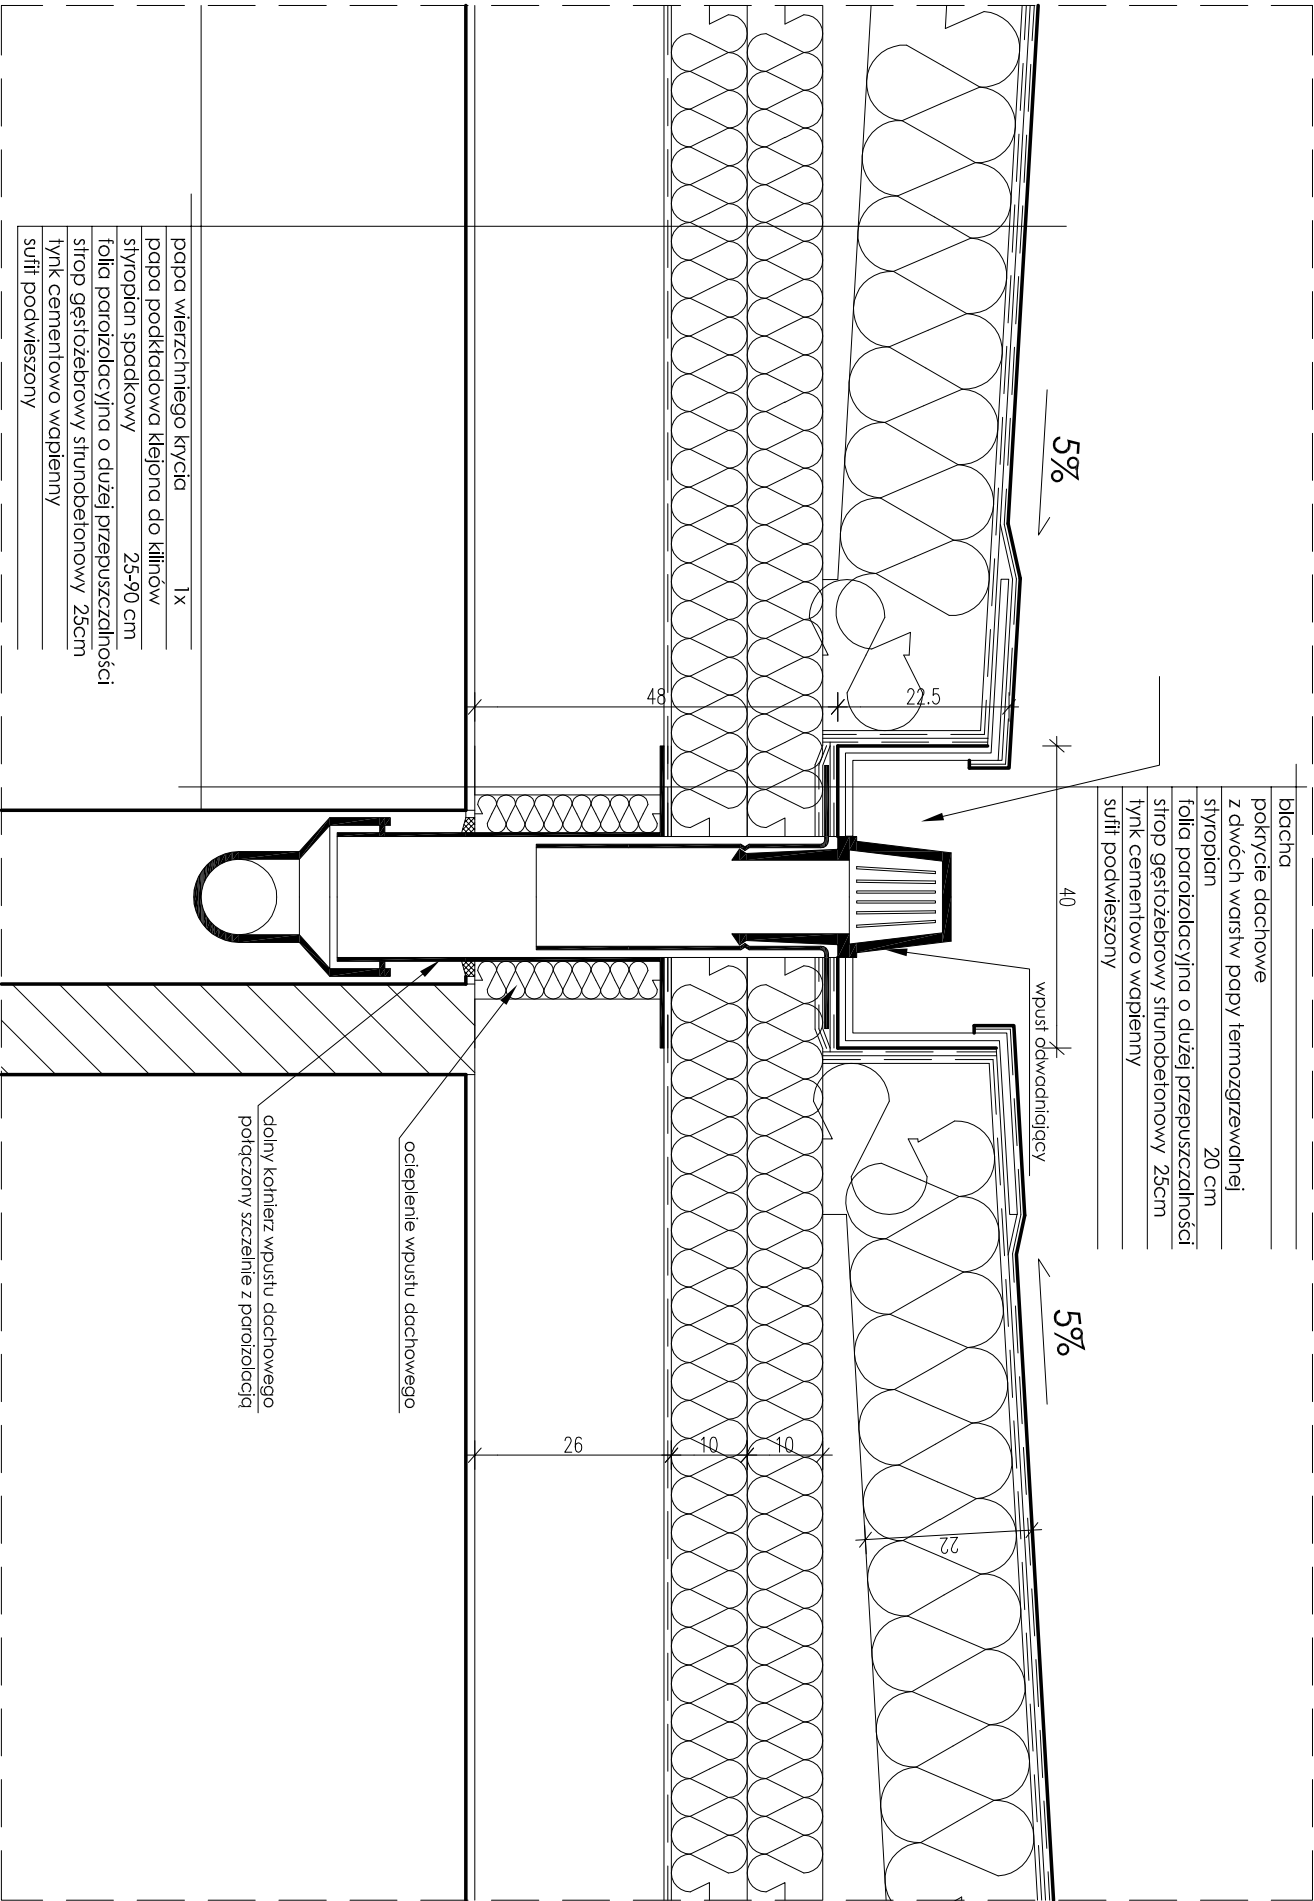 blacha
pokrycie dachowe
z dwóch warstw papy termozgrzewalnej
styropian 20 cm
folia paroizolacyjna o dużej przepuszczalności
strop gęstożebrowy strunobetonowy 25cm
tynk cementowo wapienny
sufit podwieszony
5%
5%
40
wpust odwadniający
22.5
48
22
10
10
26
ocieplenie wpustu dachowego
dolny kołnierz wpustu dachowego
połączony szczelnie z paroizolacją
papa wierzchniego krycia 1x
papa podkładowa klejona do kilinów
styropian spadkowy 25-90 cm
folia paroizolacyjna o dużej przepuszczalności
strop gęstożebrowy strunobetonowy 25cm
tynk cementowo wapienny
sufit podwieszony